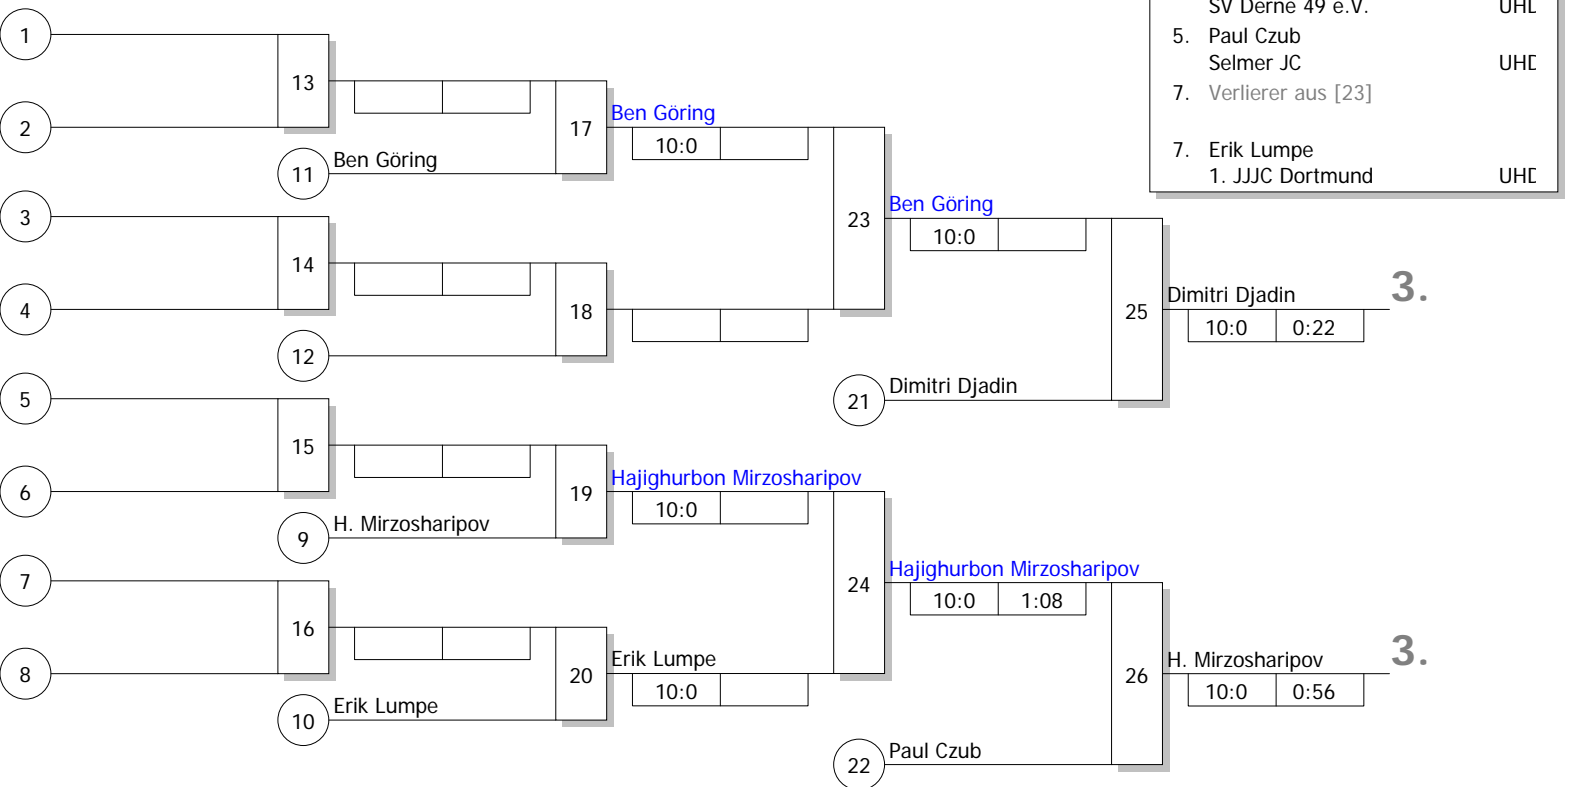 SV Derne 49 e.V.
5. Paul Czub
Selmer JC
7. Verlierer aus [23]
7. Erik Lumpe
1. JJJC Dortmund
1
13
2
17
Ben Göring
10:0
11
Ben Göring
3
14
4
18
12
23
Ben Göring
10:0
25
Dimitri Djadin
3.
10:0 0:22
21
Dimitri Djadin
5
15
6
19
Hajighurbon Mirzosharipov
10:0
9
H. Mirzosharipov
7
16
8
20
Erik Lumpe
10:0
10
Erik Lumpe
24
Hajighurbon Mirzosharipov
10:0 1:08
26
H. Mirzosharipov
3.
10:0 0:56
22
Paul Czub